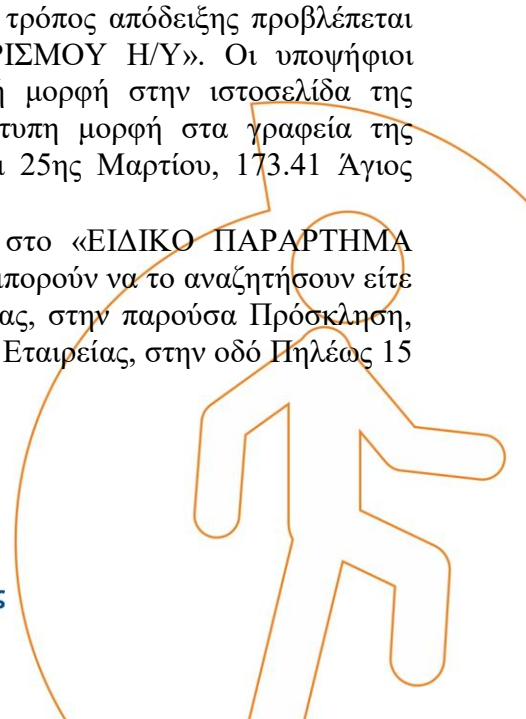 τρόπος απόδειξης προβλέπεται
ΡΙΣΜΟΥ Η/Υ». Οι υποψήφιοι
μορφή στην ιστοσελίδα της
τυπη μορφή στα γραφεία της
25ης Μαρτίου, 173.41 Άγιος
στο «ΕΙΔΙΚΟ ΠΑΡΑΡΤΗΜΑ
μπορούν να το αναζητήσουν είτε
ας, στην παρούσα Πρόσκληση,
Εταιρείας, στην οδό Πηλέως 15